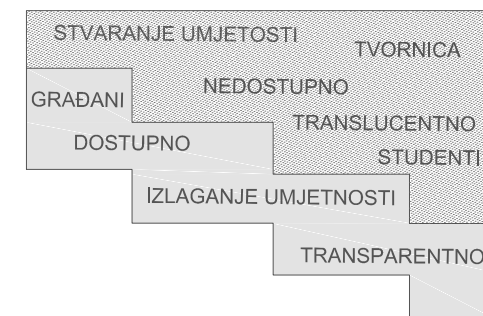 STVARANJE UMJETOSTI
TVORNICA
NEDOSTUPNO
GRAĐANI
TRANSLUCENTNO
DOSTUPNO
STUDENTI
IZLAGANJE UMJETNOSTI
TRANSPARENTNO